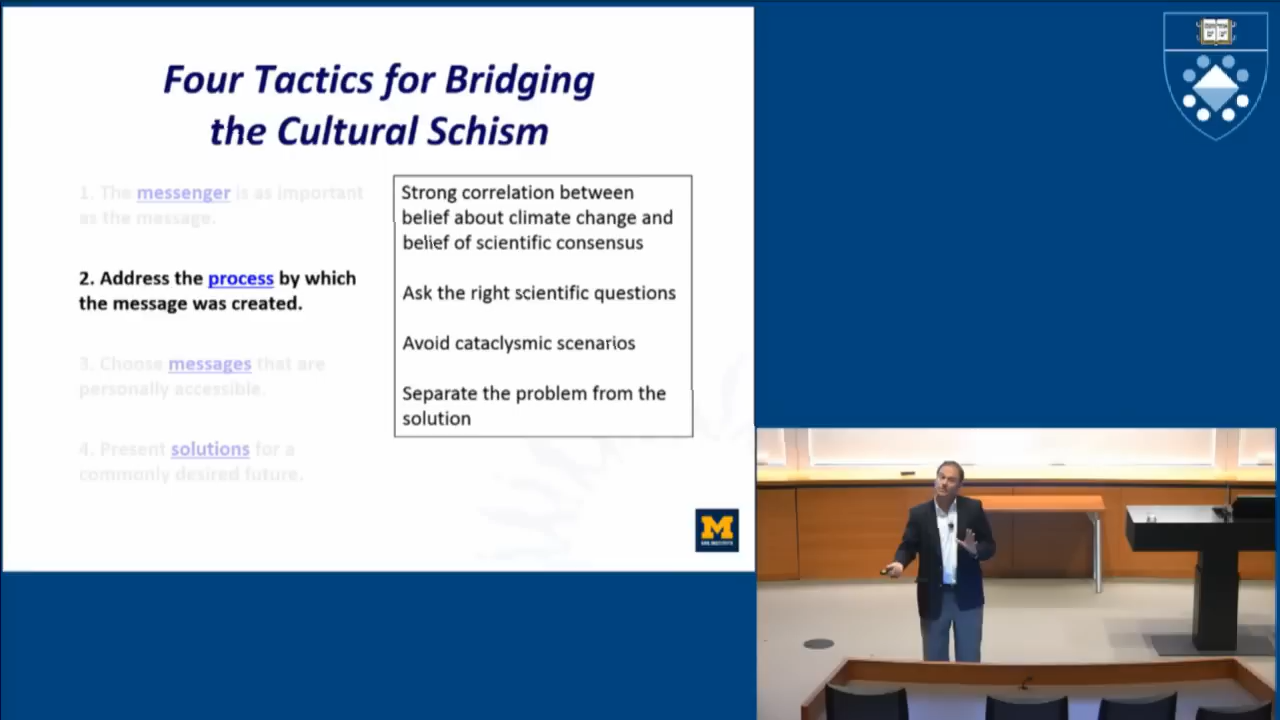 Four Tactics for Bridging
the Cultural Schism
1. The messenger is as important
as the message.
2. Address the process by which
the message was created.
3. Choose messages that are
personally accessible.
4. Present solutions for a
commonly desired future.
Strong correlation between
belief about climate change and
belief of scientific consensus
Ask the right scientific questions
Avoid cataclysmic scenarios
Separate the problem from the
solution
M